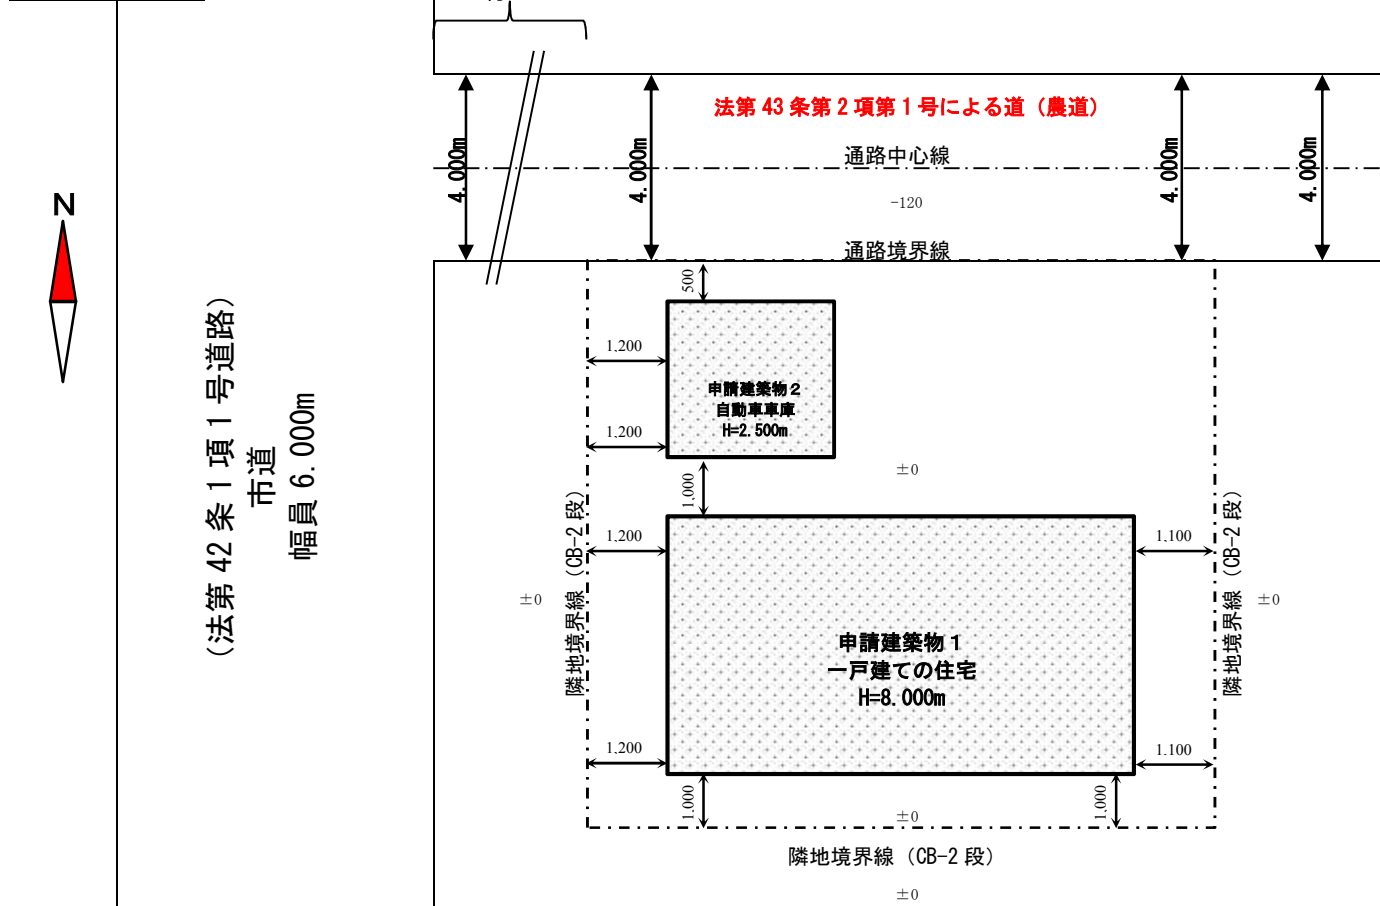 法第 43 条第 2 項第 1 号による道（農道）
4.000m
4.000m
4.000m
4.000m
通路中心線
-120
通路境界線
N
(法第 42 条 1 項 1 号道路)
市道
幅員 6.000m
500
1,200
申請建築物２
自動車車庫
H=2.500m
1,200
±0
1,000
1,200
1,100
隣地境界線（CB-2 段）
隣地境界線（CB-2 段）
±0
±0
申請建築物 1
一戸建ての住宅
H=8.000m
1,200
1,100
1,000
1,000
±0
隣地境界線（CB-2 段）
±0